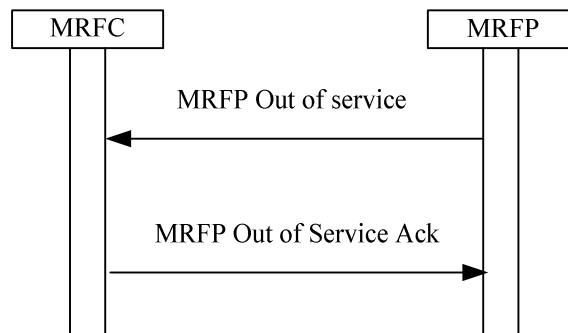 MRFC
MRFP
MRFP Out of service
MRFP Out of Service Ack